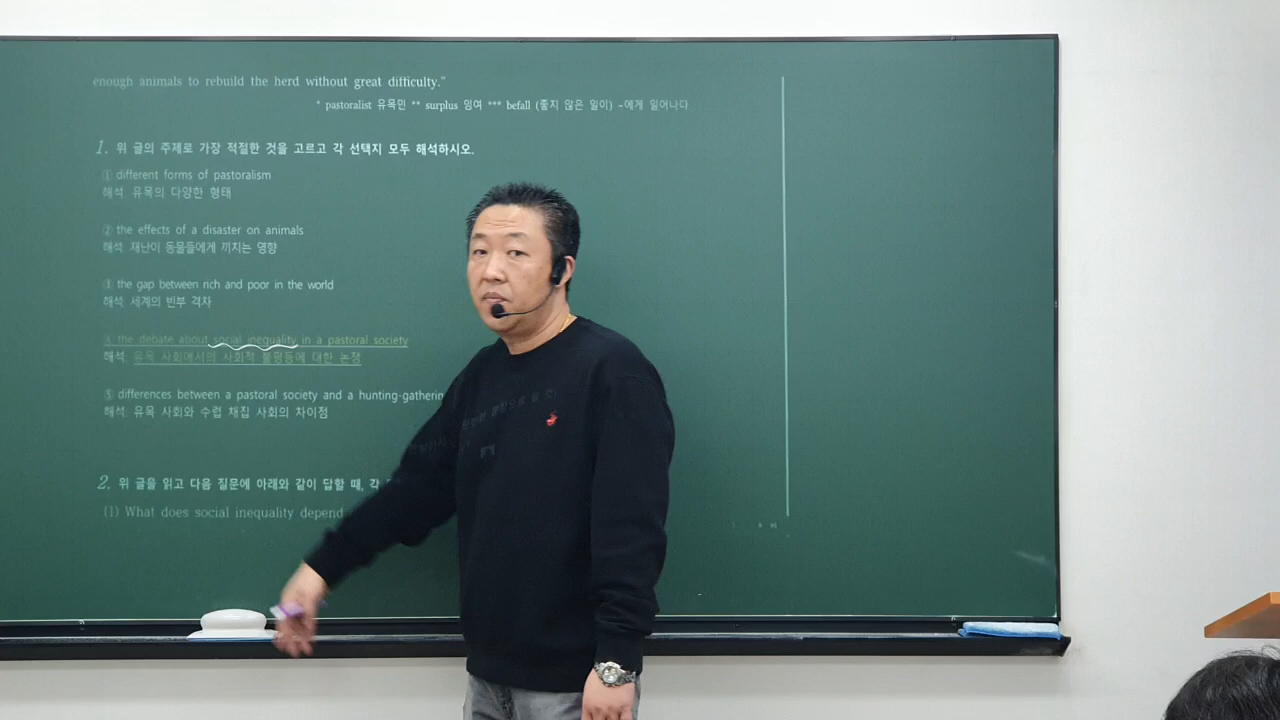 enough animals to rebuild the herd without great difficulty."
* pastoralist 유목민 ** surplus 잉여 *** befall (좋지 않은 일이) ~에게 일어나다
1. 위 글의 주제로 가장 적절한 것을 고르고 각 선택지 모두 해석하시오.
① different forms of pastoralism
해석: 유목의 다양한 형태
② the effects of a disaster on animals
해석: 재난이 동물들에게 끼치는 영향
③ the gap between rich and poor in the world
해석: 세계의 빈부 격차
④ the debate about social inequality in a pastoral society
해석: 유목 사회에서의 사회적 불평등에 대한 논쟁
⑤ differences between a pastoral society and a hunting-gatherin
해석: 유목 사회와 수렵 채집 사회의 차이점
2. 위 글을 읽고 다음 질문에 아래와 같이 답할 때, 각
(1) What does social inequality depend